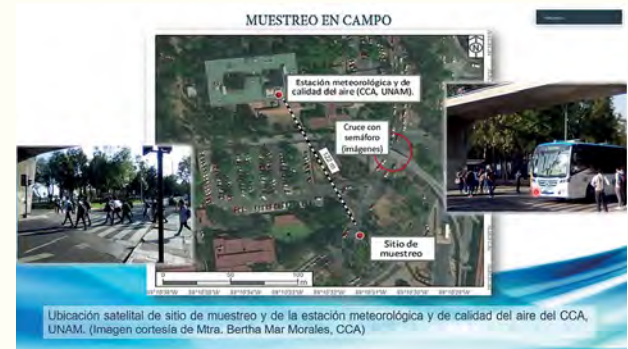 MUESTREO EN CAMPO
N
Estación meteorológica y de
calidad del aire (CCA, UNAM).
Cruce con
semáforo
(imágenes)
Sitio de
muestreo
0 50 100
m
Ubicación satelital de sitio de muestreo y de la estación meteorológica y de calidad del aire del CCA,
UNAM. (Imagen cortesía de Mtra. Bertha Mar Morales, CCA)